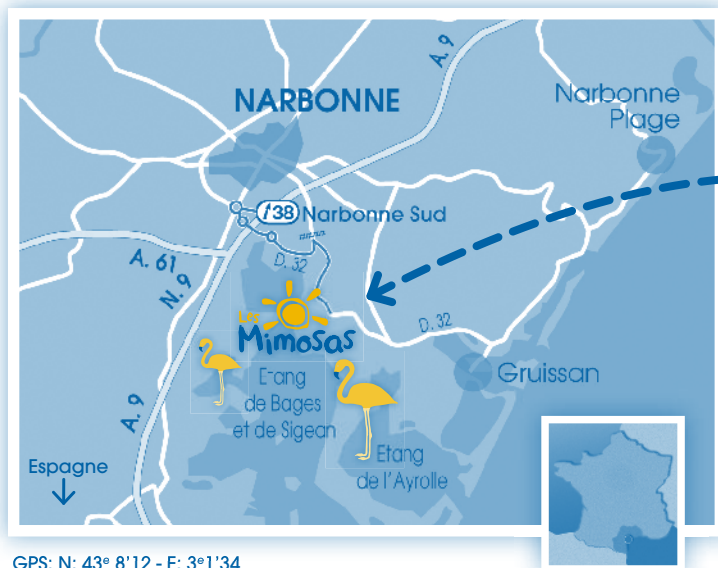 A.9
NARBONNE
Narbonne
Plage
38 Narbonne Sud
A. 61
D. 32
N. 9
LES
Mimosas
D. 32
Gruissan
E-ang
de Bages
et de Sigean
A. 9
Etang
de l'Ayrolle
Espagne
GPS: N: 43e 8'12 - E: 3e1'34